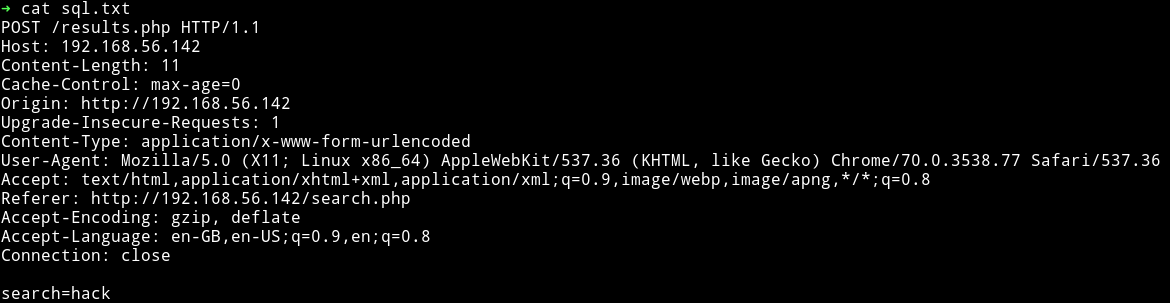 ➜ cat sql.txt
POST /results.php HTTP/1.1
Host: 192.168.56.142
Content-Length: 11
Cache-Control: max-age=0
Origin: http://192.168.56.142
Upgrade-Insecure-Requests: 1
Content-Type: application/x-www-form-urlencoded
User-Agent: Mozilla/5.0 (X11; Linux x86_64) AppleWebKit/537.36 (KHTML, like Gecko) Chrome/70.0.3538.77 Safari/537.36
Accept: text/html,application/xhtml+xml,application/xml;q=0.9,image/webp,image/apng,*/*;q=0.8
Referer: http://192.168.56.142/search.php
Accept-Encoding: gzip, deflate
Accept-Language: en-GB,en-US;q=0.9,en;q=0.8
Connection: close

search=hack